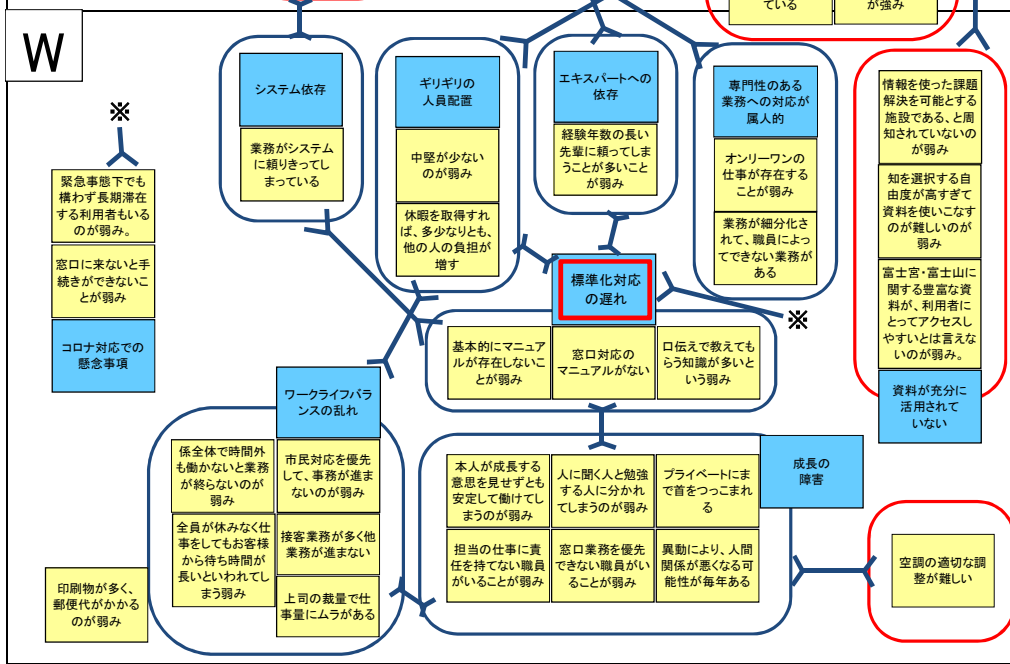 ている
が強み
W
※
緊急事態下でも
構わず長期滞在
する利用者もいる
のが弱み。
窓口に来ないと手
続きができないこ
とが弱み
コロナ対応での
懸念事項
システム依存
業務がシステム
に頼りきってし
まっている
ギリギリの
人員配置
中堅が少ない
のが弱み
休暇を取得すれ
ば、多少なりとも、
他の人の負担が
増す
エキスパートへの
依存
経験年数の長い
先輩に頼ってしま
うことが多いこと
が弱み
専門性のある
業務への対応が
属人的
オンリーワンの
仕事が存在する
ことが弱み
業務が細分化
されて、職員によっ
てできない業務が
ある
情報を使った課題
解決を可能とする
施設である、と周
知されていないの
が弱み
知を選択する自
由度が高すぎて
資料を使いこなす
のが難しいのが
弱み
富士宮・富士山に
関する豊富な資
料が、利用者に
とってアクセスし
やすいとは言えな
いのが弱み。
資料が充分に
活用されて
いない
標準化対応
の遅れ
※
基本的にマニュア
ルが存在しないこ
とが弱み
窓口対応の
マニュアルがない
口伝えで教えても
らう知識が多いと
いう弱み
ワークライフバラ
ンスの乱れ
係全体で時間外
も働かないと業務
が終らないのが
弱み
市民対応を優先
して、事務が進ま
ないのが弱み
全員が休みなく仕
事をしてもお客様
から待ち時間が
長いといわれてし
まう弱み
接客業務が多く他
業務が進まない
上司の裁量で仕
事量にムラがある
印刷物が多く、
郵便代がかかる
のが弱み
成長の
障害
本人が成長する
意思を見せずとも
安定して働けてし
まうのが弱み
人に聞く人と勉強
する人に分かれ
てしまうのが弱み
プライベートにま
で首をつっこまれ
る
担当の仕事に責
任を持てない職員
がいることが弱み
窓口業務を優先
できない職員がい
ることが弱み
異動により、人間
関係が悪くなる可
能性が毎年ある
空調の適切な調
整が難しい